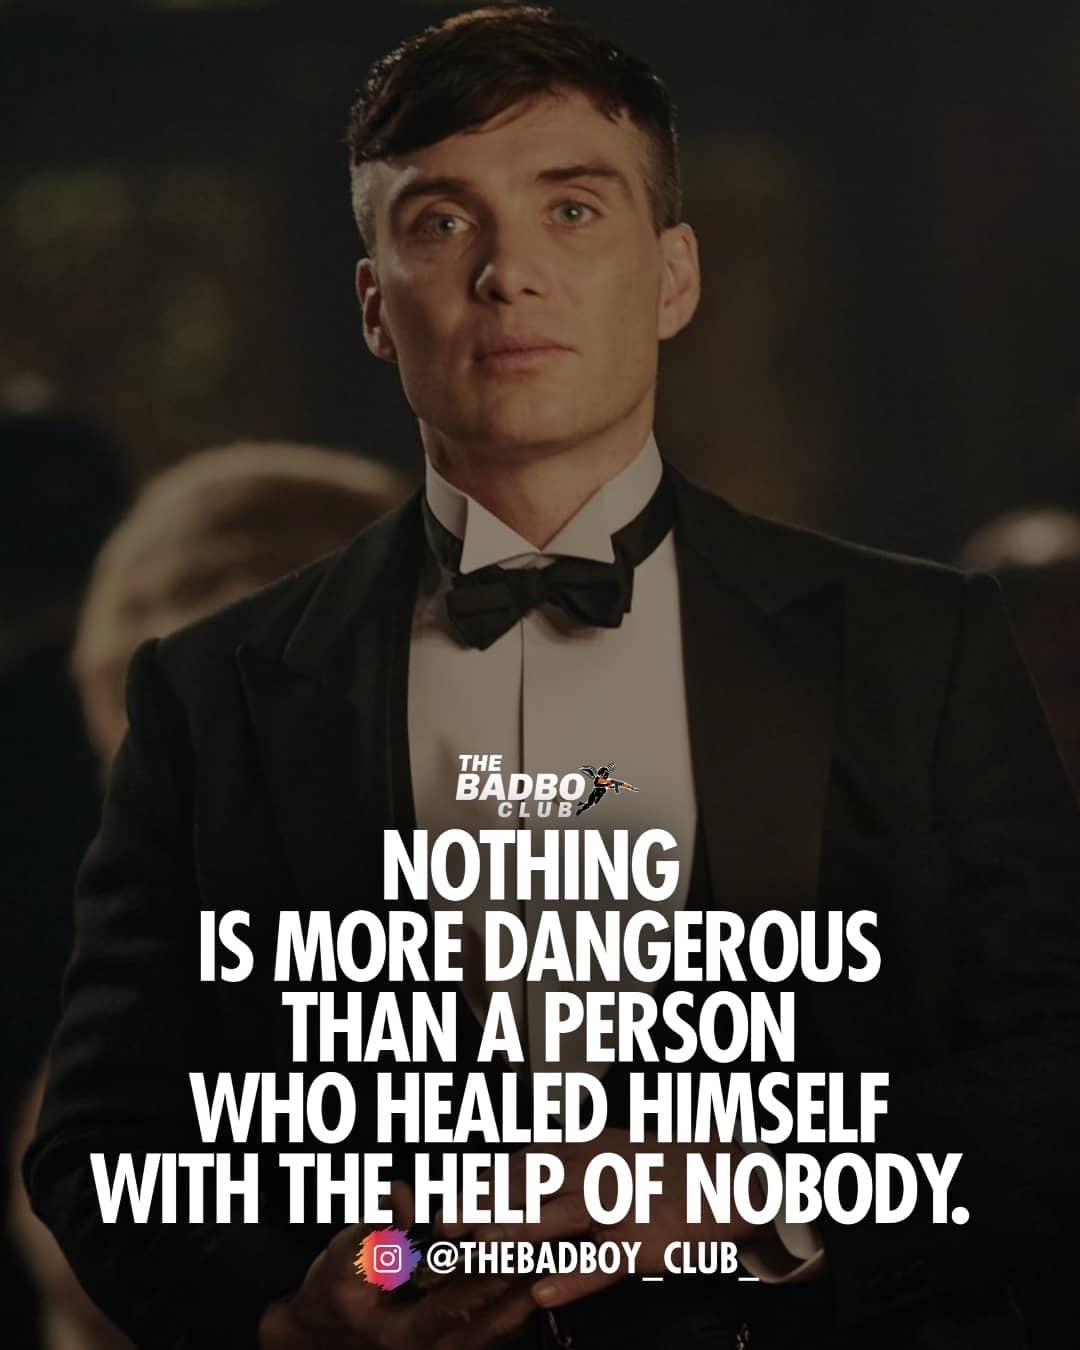 THE
BADBO
CLUB
NOTHING
IS MORE DANGEROUS
THAN A PERSON
WHO HEALED HIMSELF
WITH THE HELP OF NOBODY.
@THEBADBOY_CLUB_